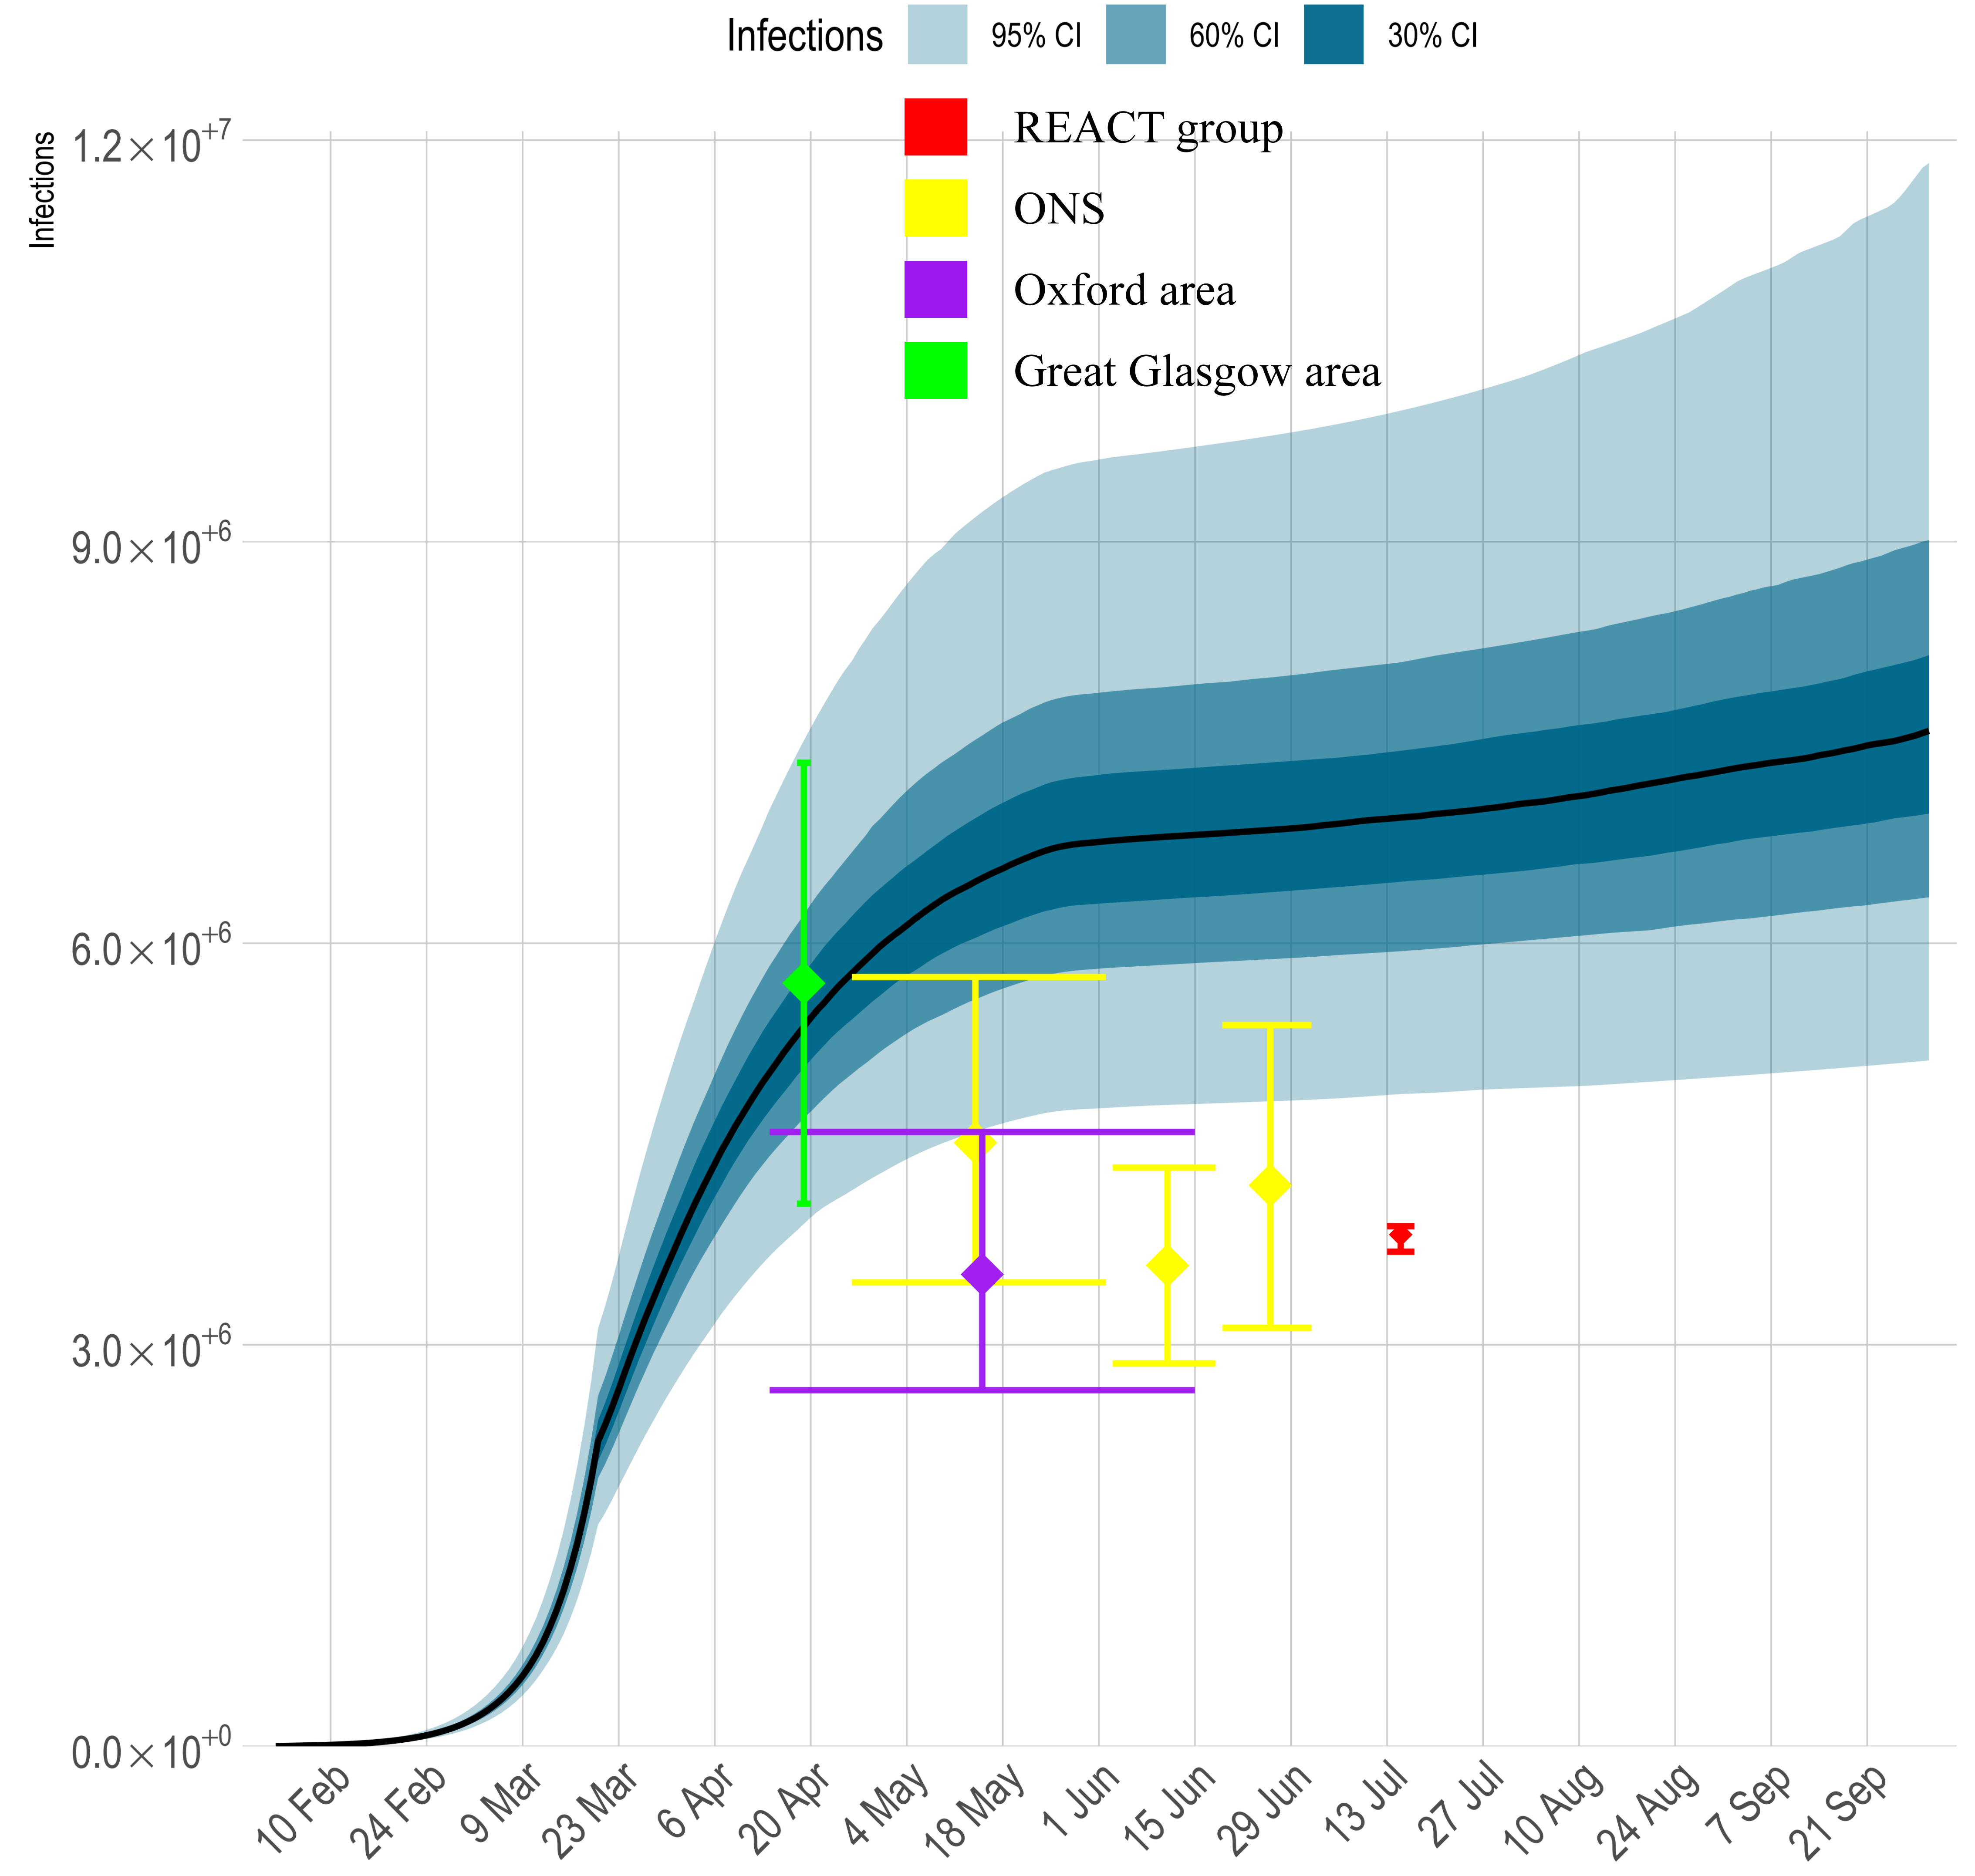 Infections 95% CI 60% CI 30% CI
REACT group
ONS
Oxford area
Great Glasgow area
Infections
1.2×10⁺⁷
9.0×10⁺⁶
6.0×10⁺⁶
3.0×10⁺⁶
0.0×10⁺⁰
10 Feb 24 Feb 9 Mar 23 Mar 6 Apr 20 Apr 4 May 18 May 1 Jun 15 Jun 29 Jun 13 Jul 27 Jul 10 Aug 24 Aug 7 Sep 21 Sep